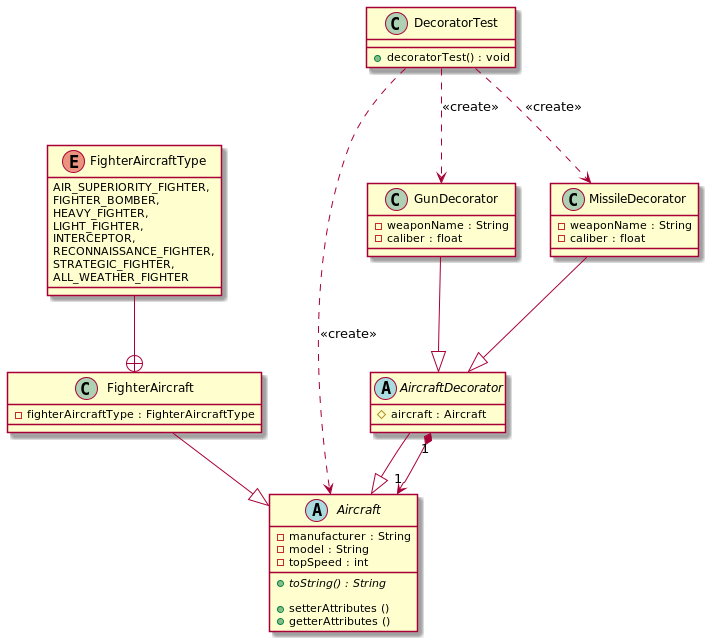 C DecoratorTest
decoratorTest() : void
«create»
«create»
E FighterAircraftType
AIR_SUPERIORITY_FIGHTER,
FIGHTER_BOMBER,
HEAVY_FIGHTER,
LIGHT_FIGHTER,
INTERCEPTOR,
RECONNAISSANCE_FIGHTER,
STRATEGIC_FIGHTER,
ALL_WEATHER_FIGHTER
C GunDecorator
weaponName : String
caliber : float
C MissileDecorator
weaponName : String
caliber : float
«create»
C FighterAircraft
fighterAircraftType : FighterAircraftType
A AircraftDecorator
aircraft : Aircraft
1
1
A Aircraft
manufacturer : String
model : String
topSpeed : int
toString() : String
setterAttributes ()
getterAttributes ()